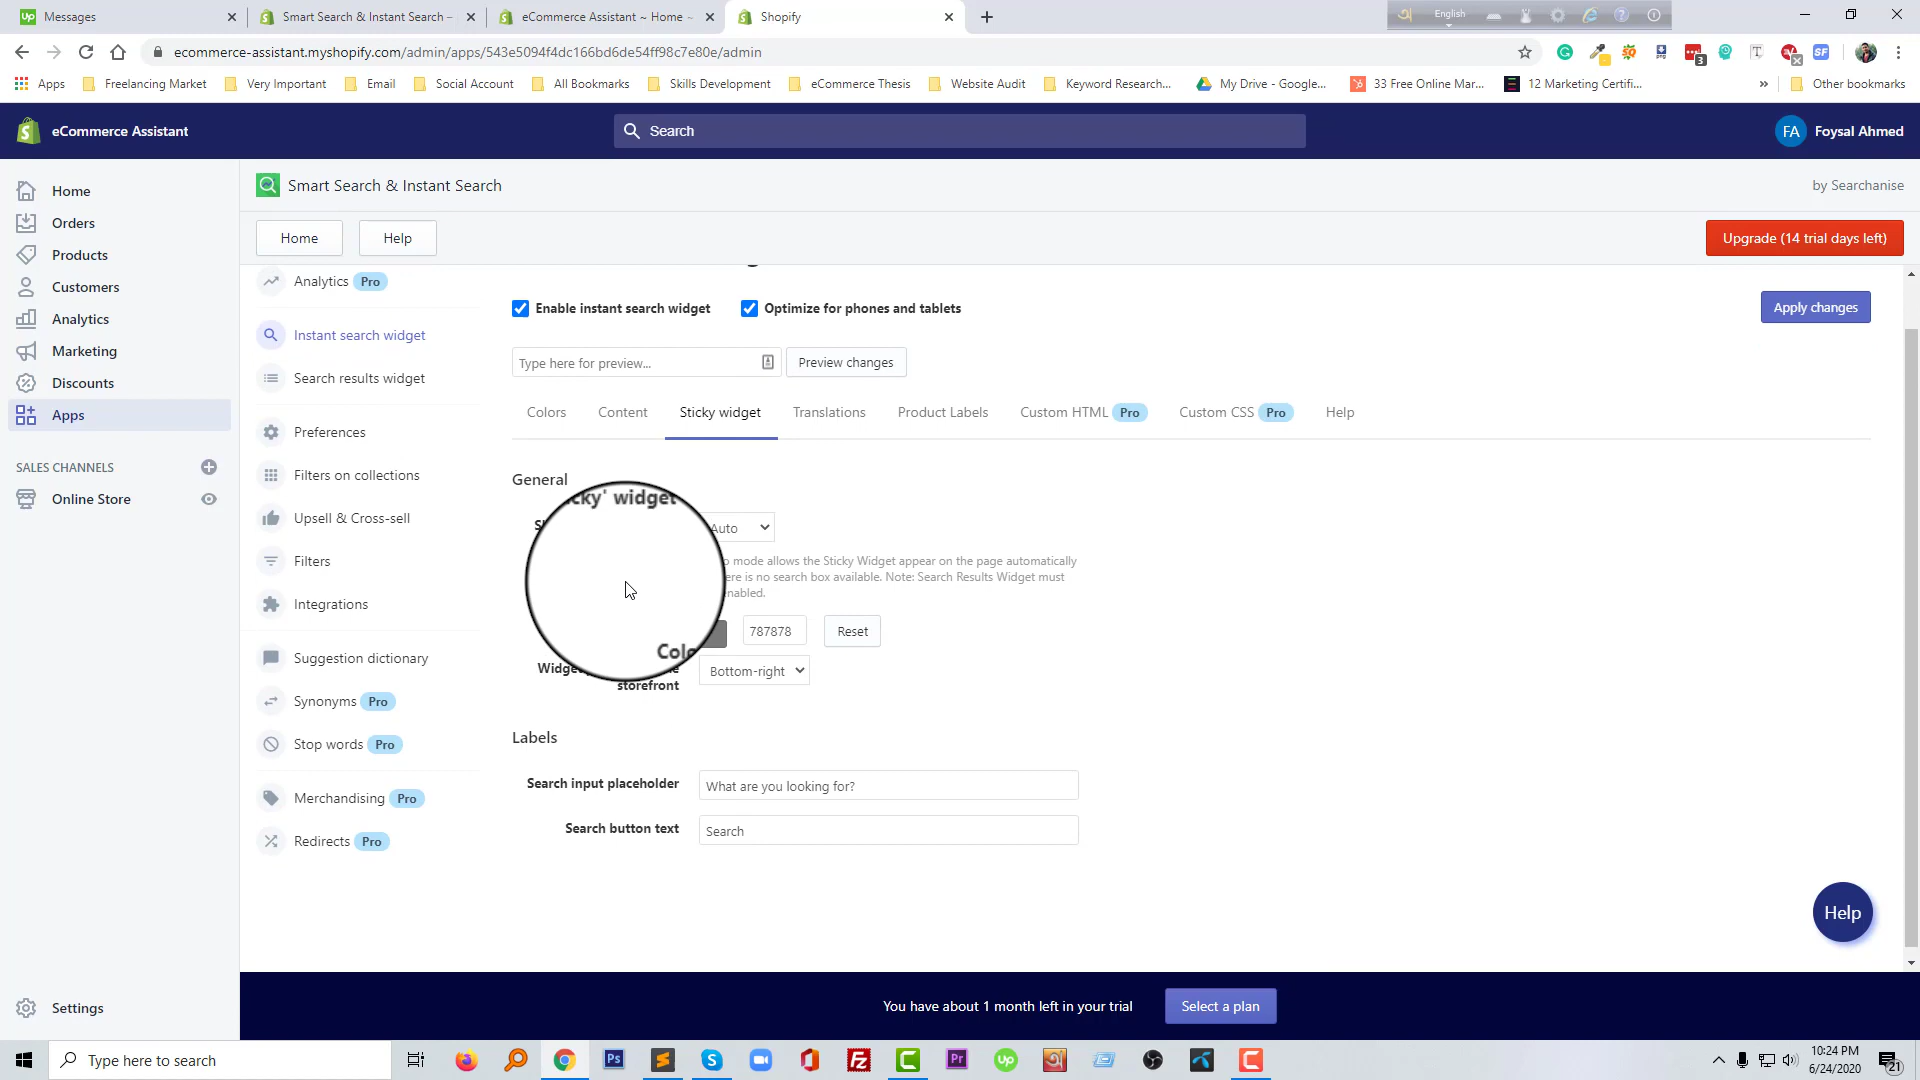 Messages
Smart Search & Instant Search –
eCommerce Assistant ~ Home ~
Shopify
English
ecommerce-assistant.myshopify.com/admin/apps/543e5094f4dc166bd6de54ff98c7e80e/admin
Apps
Freelancing Market
Very Important
Email
Social Account
All Bookmarks
Skills Development
eCommerce Thesis
Website Audit
Keyword Research...
My Drive - Google...
33 Free Online Mar...
12 Marketing Certifi...
»
Other bookmarks
eCommerce Assistant
Search
FA
Foysal Ahmed
Home
Orders
Products
Customers
Analytics
Marketing
Discounts
Apps
SALES CHANNELS
Online Store
Settings
Smart Search & Instant Search
by Searchanise
Home
Help
Upgrade (14 trial days left)
Analytics Pro
Instant search widget
Search results widget
Preferences
Filters on collections
Upsell & Cross-sell
Filters
Integrations
Suggestion dictionary
Synonyms Pro
Stop words Pro
Merchandising Pro
Redirects Pro
Enable instant search widget
Optimize for phones and tablets
Apply changes
Type here for preview...
Preview changes
Colors
Content
Sticky widget
Translations
Product Labels
Custom HTML Pro
Custom CSS Pro
Help
General
cky' widget
Auto
mode allows the Sticky Widget appear on the page automatically
is no search box available. Note: Search Results Widget must
787878
Reset
storefront
Bottom-right
Labels
Search input placeholder
What are you looking for?
Search button text
Search
Help
You have about 1 month left in your trial
Select a plan
Type here to search
10:24 PM
6/24/2020
21